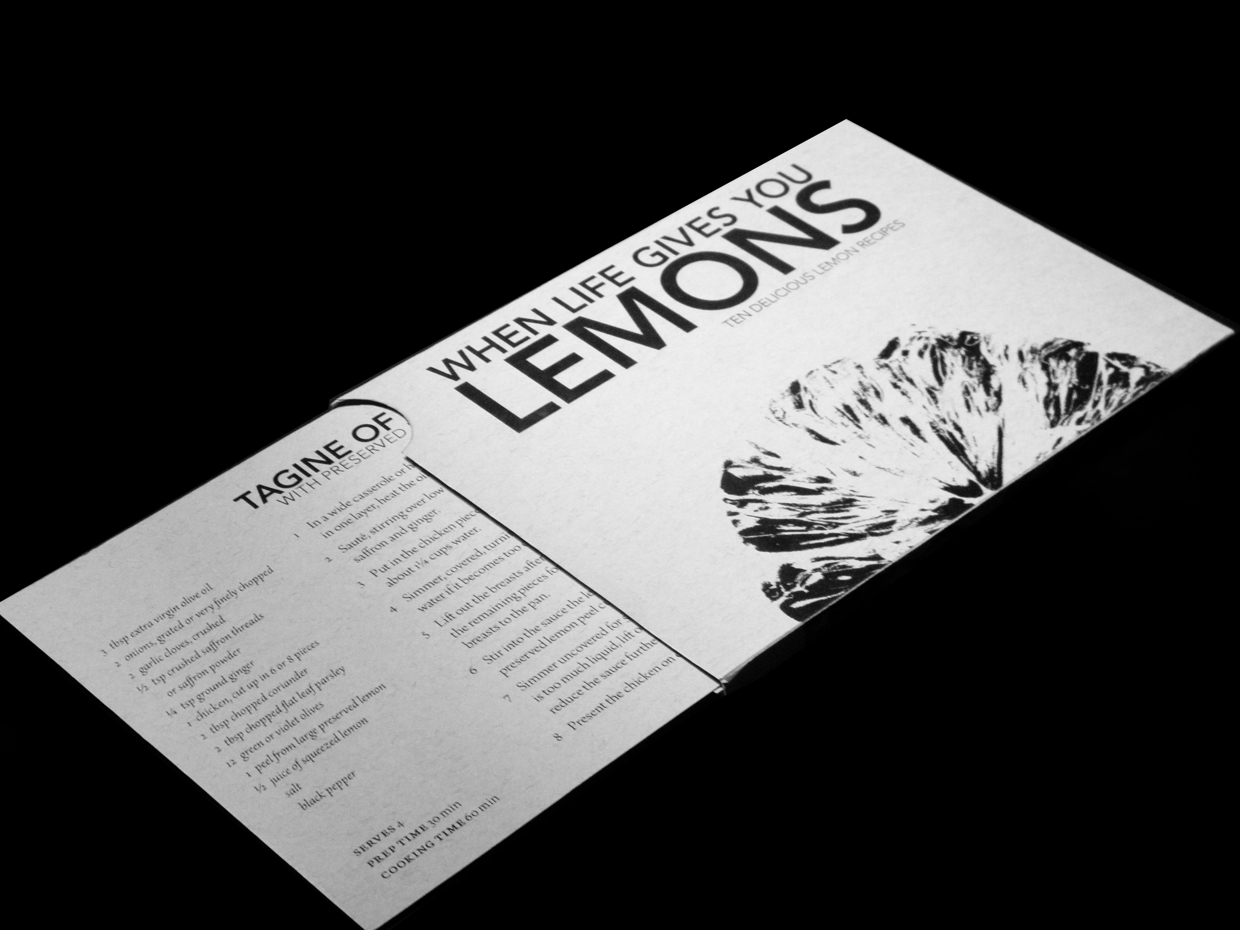 WHEN LIFE GIVES YOU
LEMONS
TEN DELICIOUS LEMON RECIPES
TAGINE OF
WITH PRESERVED
3 tbsp extra virgin olive oil
2 onions, grated or very finely chopped
2 garlic cloves, crushed
½ tsp crushed saffron threads
or saffron powder
¼ tsp ground ginger
1 chicken, cut up in 6 or 8 pieces
2 tbsp chopped coriander
2 tbsp chopped flat leaf parsley
12 green or violet olives
1 peel from large preserved lemon
½ juice of squeezed lemon
salt
black pepper
SERVES 4
PREP TIME 30 min
COOKING TIME 60 min
1 In a wide casserole or
in one layer, heat the
2 Sauté, stirring over low
saffron and ginger.
3 Put in the chicken
about 1¼ cups water.
4 Simmer, covered,
water if it becomes too
5 Lift out the breasts
the remaining pieces
breasts to the pan.
6 Stir into the sauce the
preserved lemon peel
7 Simmer uncovered for
is too much liquid lift
reduce the sauce
8 Present the chicken on